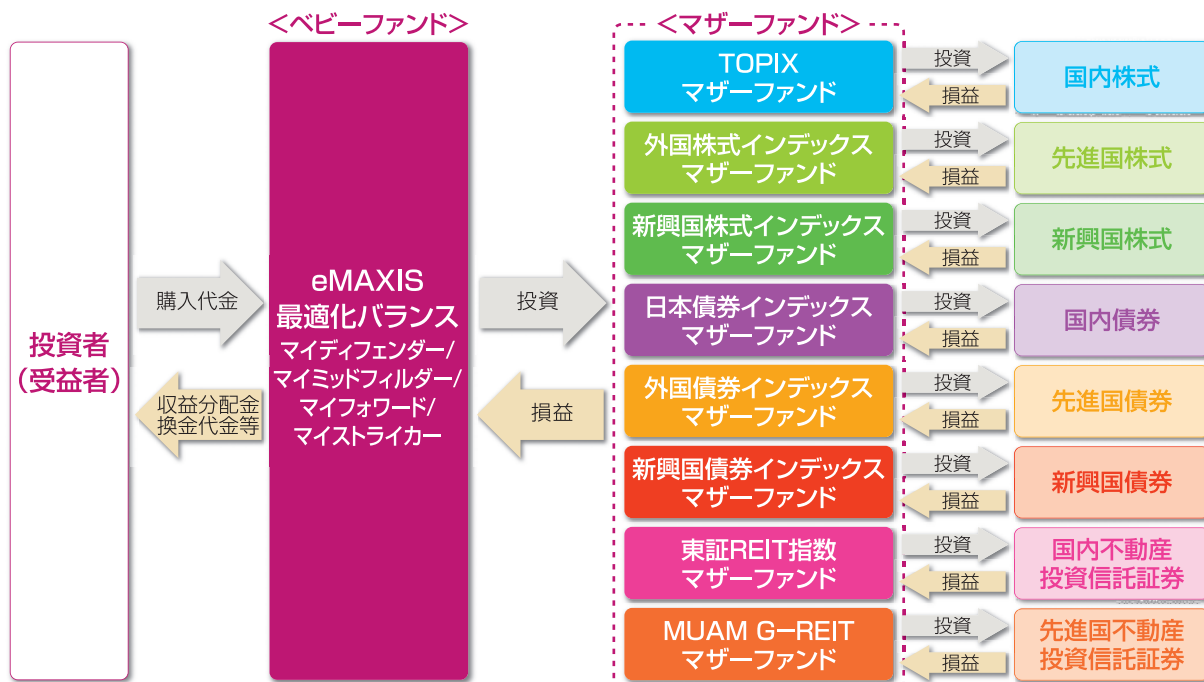 <ベビーファンド>
<マザーファンド>
投資者
(受益者)
購入代金
収益分配金
換金代金等
eMAXIS
最適化バランス
マイディフェンダー/
マイミッドフィルダー/
マイフォワード/
マイストライカー
投資
損益
TOPIX
マザーファンド
投資
損益
国内株式
外国株式インデックス
マザーファンド
投資
損益
先進国株式
新興国株式インデックス
マザーファンド
投資
損益
新興国株式
日本債券インデックス
マザーファンド
投資
損益
国内債券
外国債券インデックス
マザーファンド
投資
損益
先進国債券
新興国債券インデックス
マザーファンド
投資
損益
新興国債券
東証REIT指数
マザーファンド
投資
損益
国内不動産
投資信託証券
MUAM G-REIT
マザーファンド
投資
損益
先進国不動産
投資信託証券